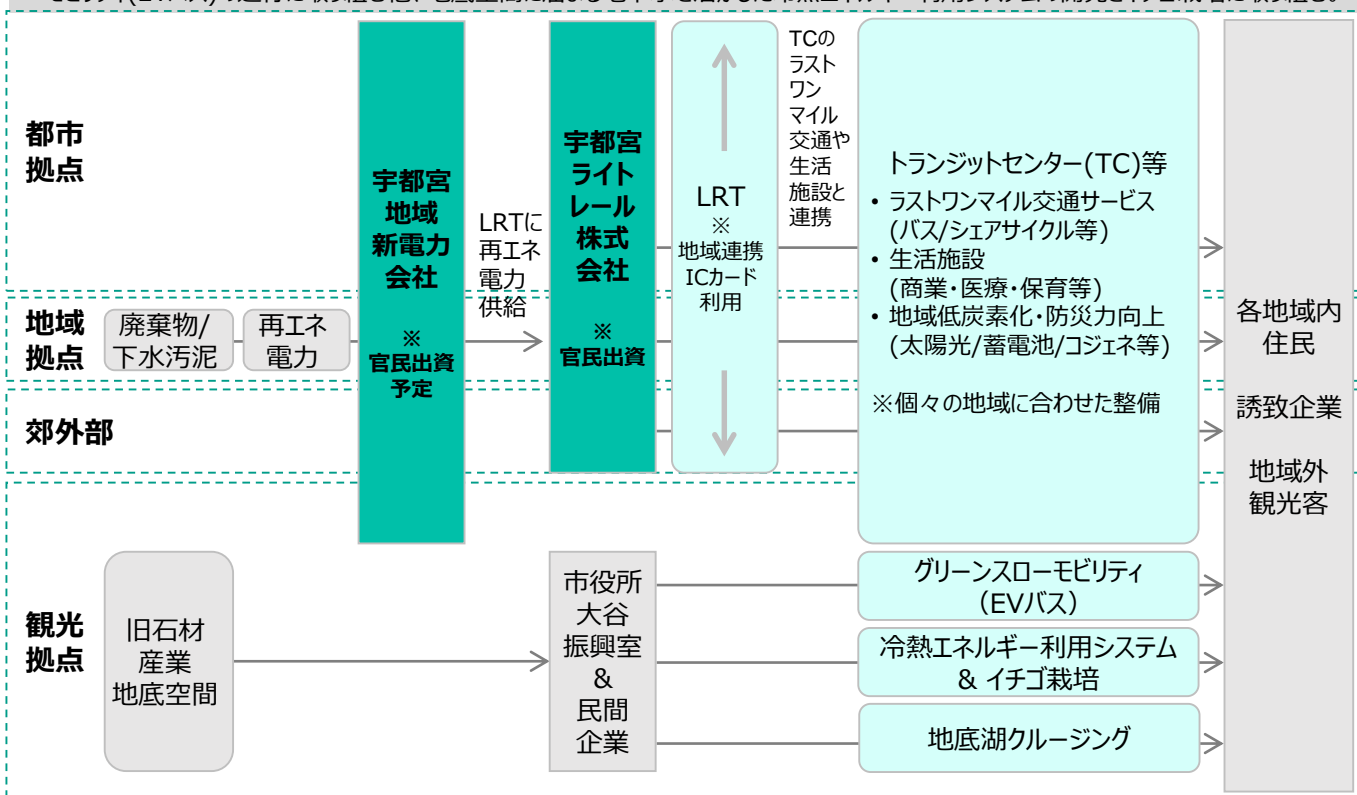 都市
拠点
宇都宮
地域
新電力
会社
※
官民出資
予定
LRTに
再エネ
電力
供給
宇都宮
ライト
レール
株式
会社
※
官民出資
LRT
※
地域連携
ICカード
利用
TCの
ラスト
ワン
マイル
交通や
生活
施設と
連携
トランジットセンター(TC)等
• ラストワンマイル交通サービス
(バス/シェアサイクル等)
• 生活施設
(商業・医療・保育等)
• 地域低炭素化・防災力向上
(太陽光/蓄電池/コジェネ等)
※個々の地域に合わせた整備
各地域内
住民
誘致企業
地域外
観光客
地域
拠点
廃棄物/
下水汚泥
再エネ
電力
郊外部
観光
拠点
旧石材
産業
地底空間
市役所
大谷
振興室
&
民間
企業
グリーンスローモビリティ
(EVバス)
冷熱エネルギー利用システム
& イチゴ栽培
地底湖クルージング